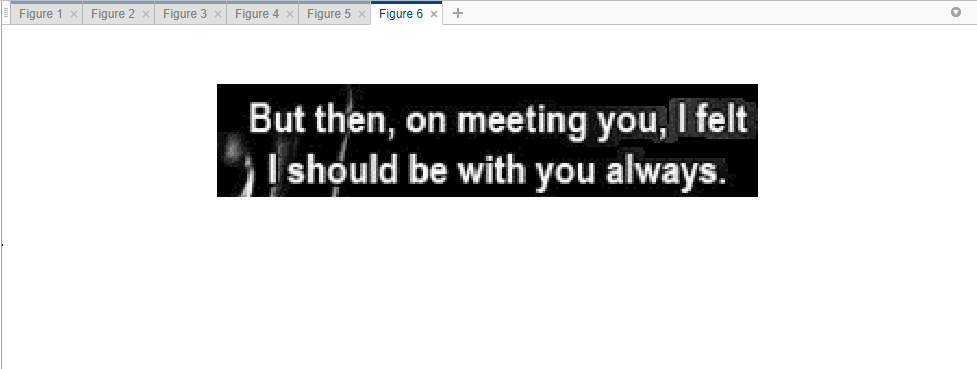 Figure 1 Figure 2 Figure 3 Figure 4 Figure 5 Figure 6
But then, on meeting you, I felt
I should be with you always.